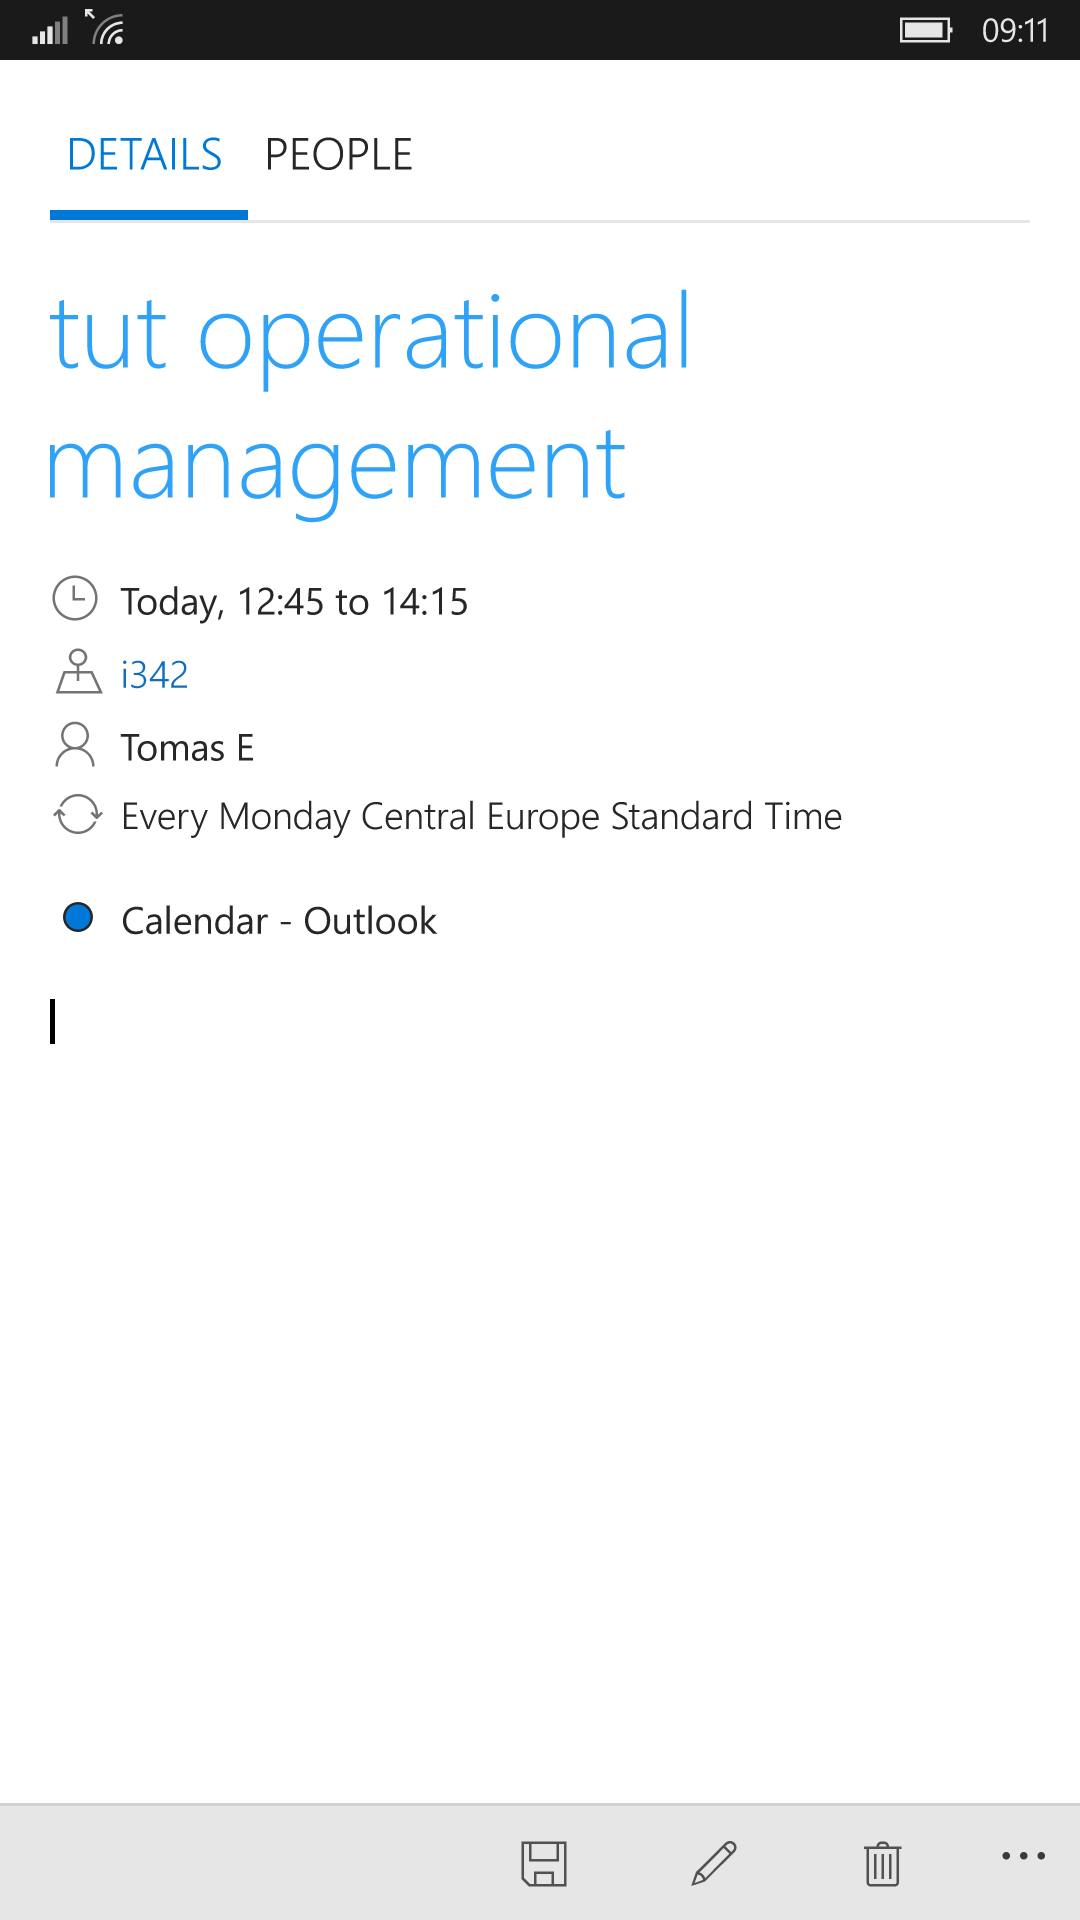 09:11
DETAILS PEOPLE
tut operational
management
Today, 12:45 to 14:15
i342
Tomas E
Every Monday Central Europe Standard Time
Calendar - Outlook